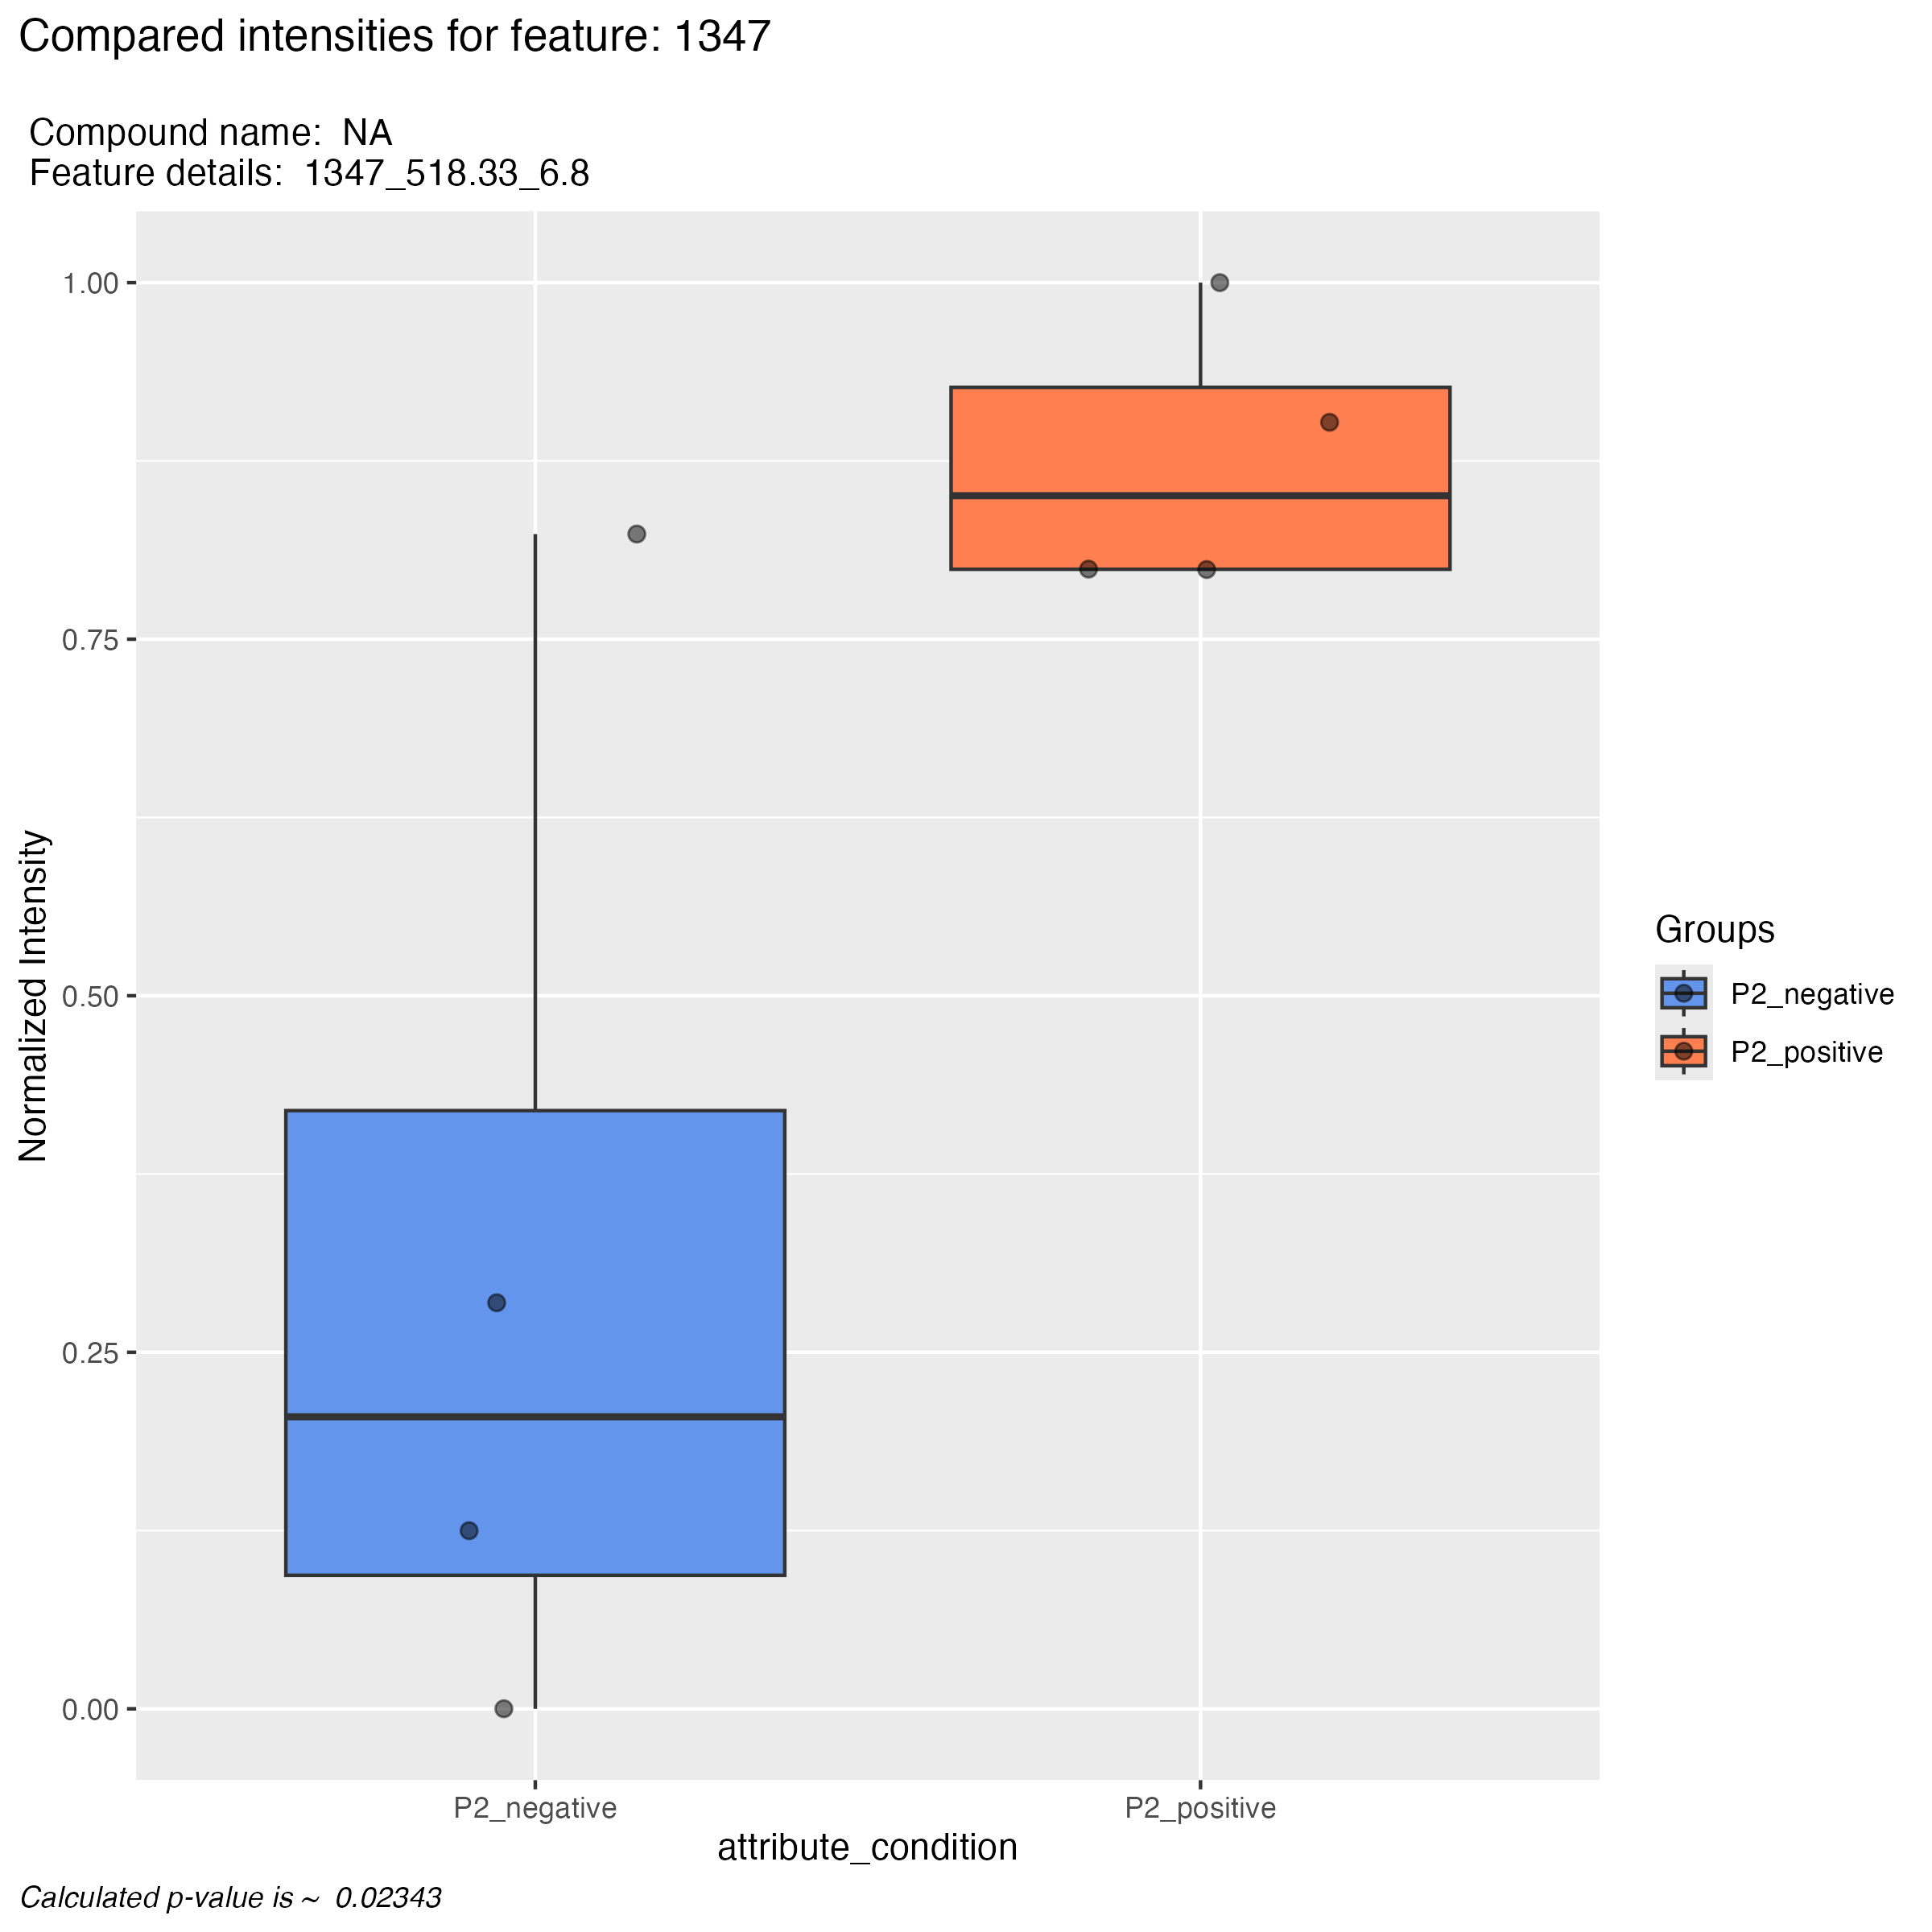 Compared intensities for feature: 1347
Compound name:  NA
Feature details:  1347_518.33_6.8
Normalized Intensity
1.00
0.75
0.50
0.25
0.00
P2_negative
P2_positive
attribute_condition
Groups
P2_negative
P2_positive
Calculated p-value is ~  0.02343